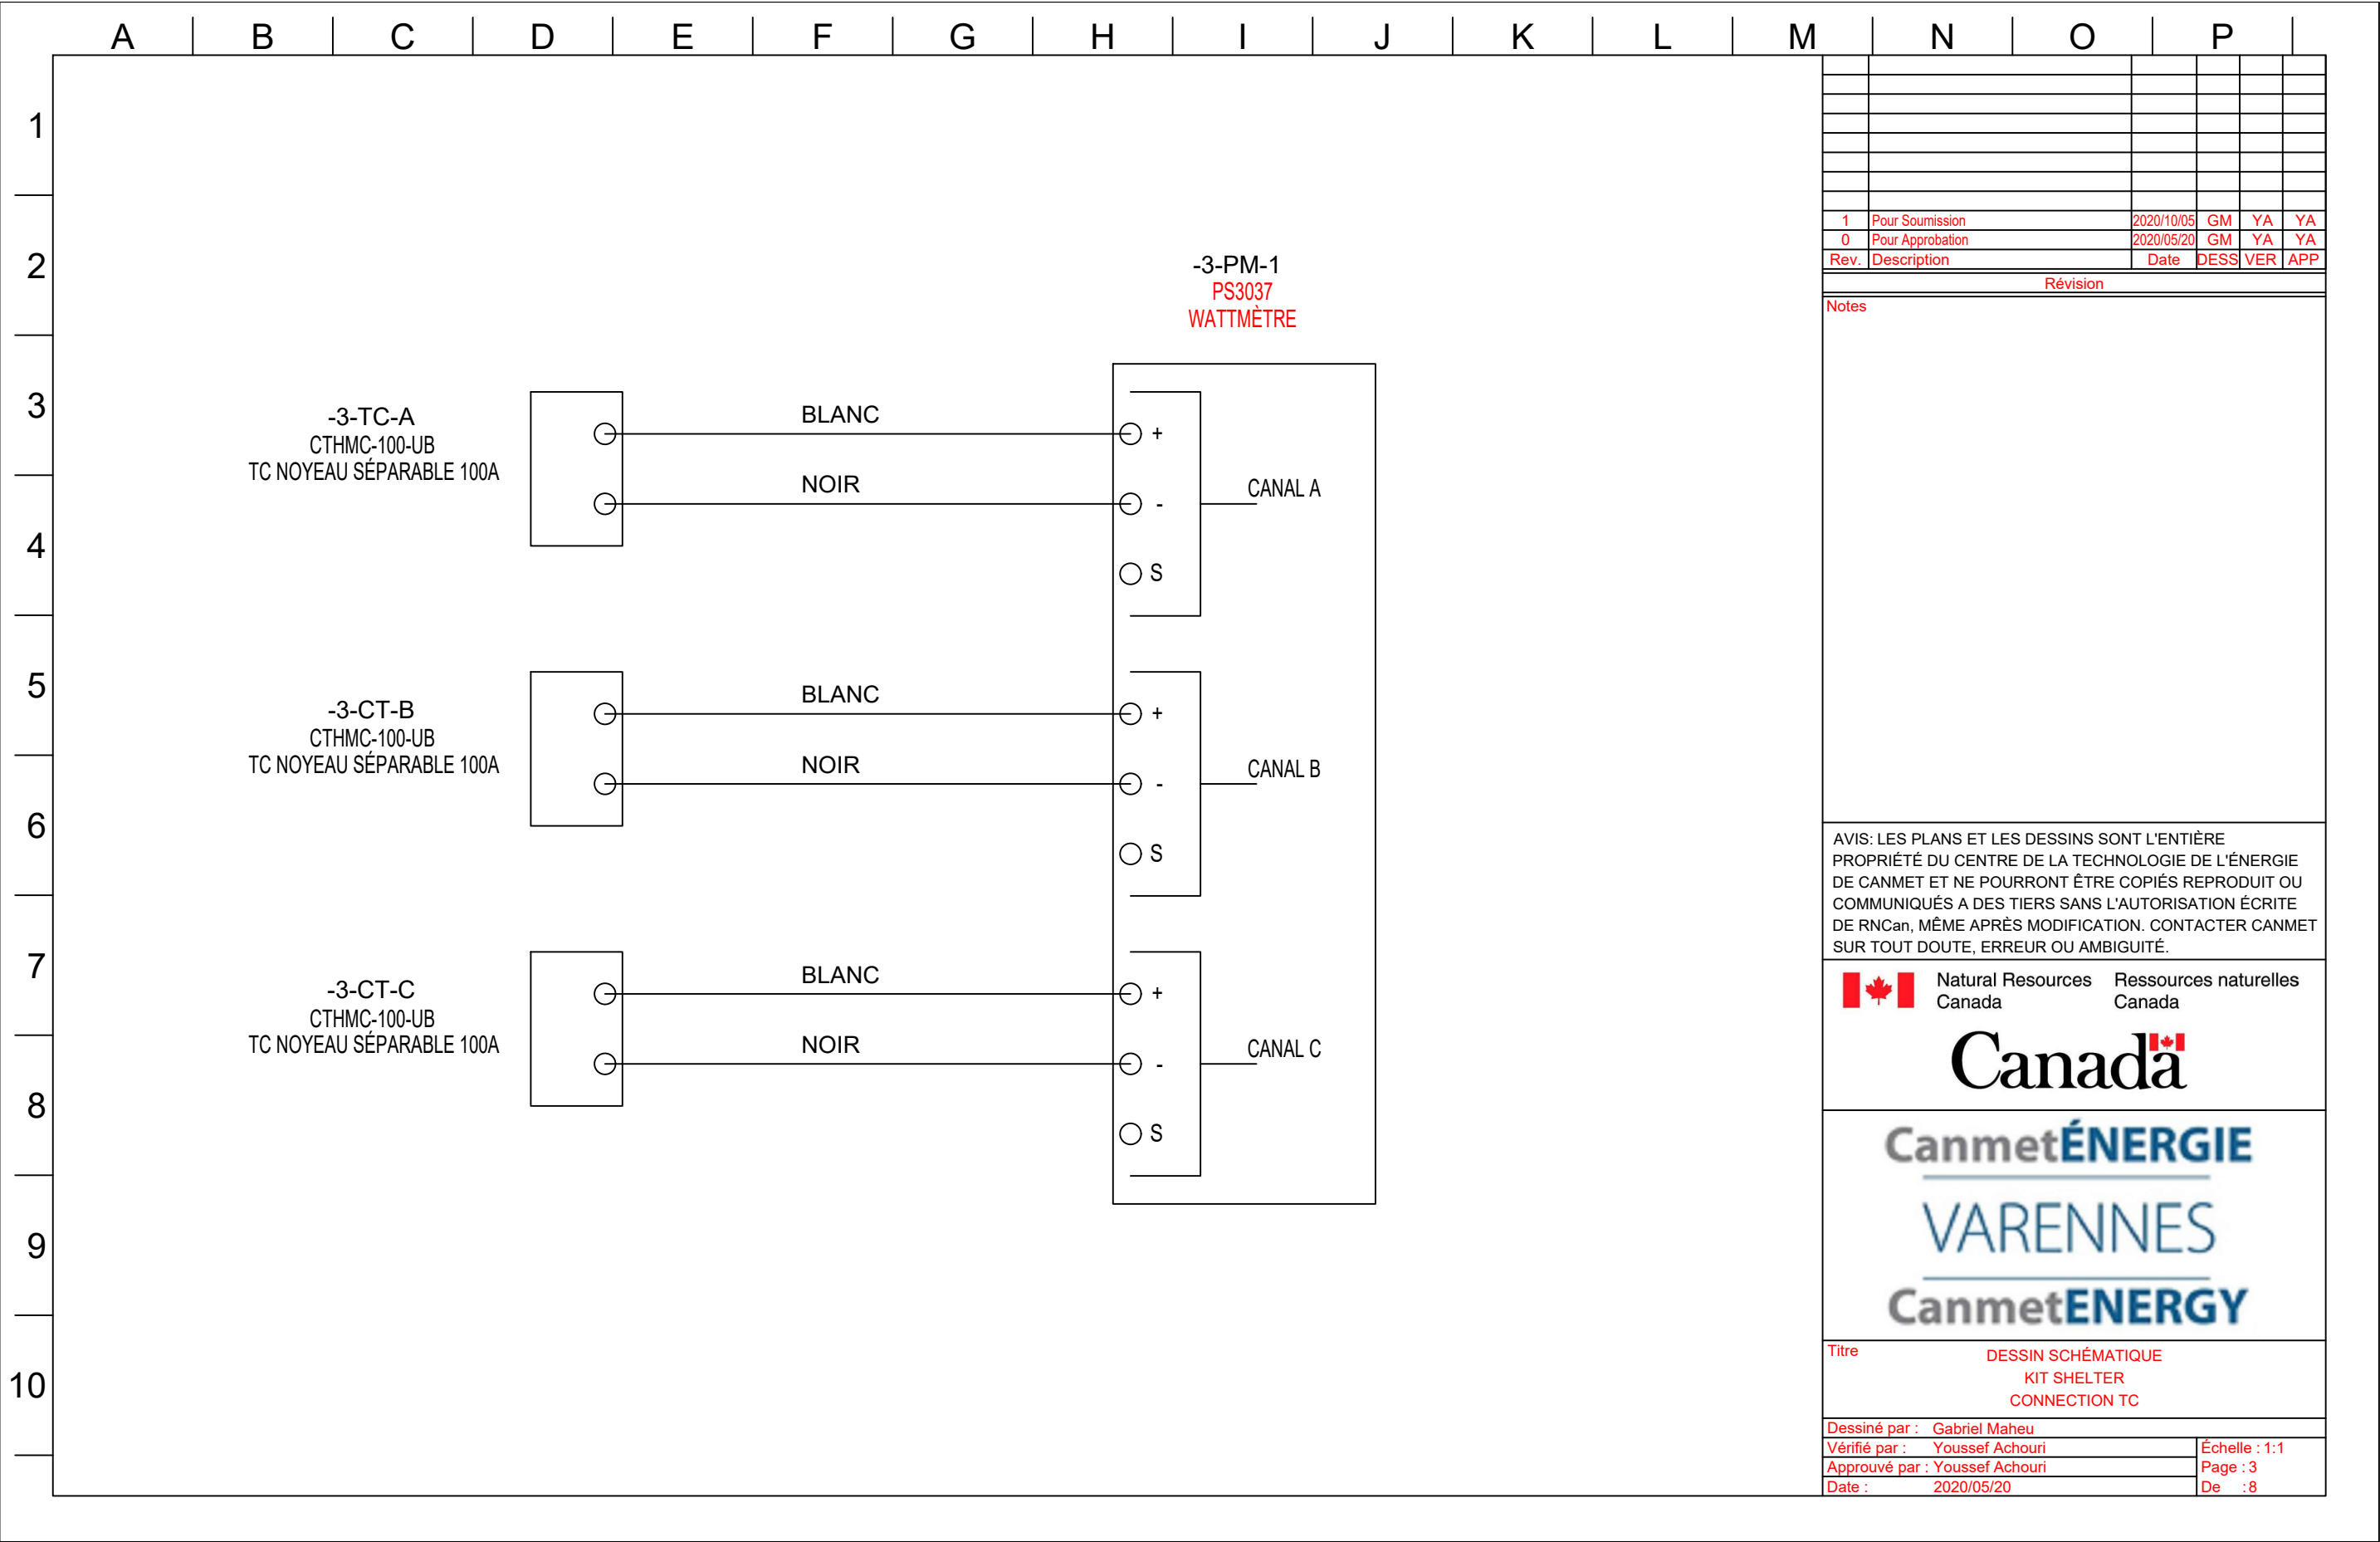 A B C D E F G H I J K L M N O P
1
2
3
4
5
6
7
8
9
10
-3-PM-1
PS3037
WATTMÈTRE
-3-TC-A
CTHMC-100-UB
TC NOYEAU SÉPARABLE 100A
BLANC
NOIR
+
-
S
CANAL A
-3-CT-B
CTHMC-100-UB
TC NOYEAU SÉPARABLE 100A
BLANC
NOIR
+
-
S
CANAL B
-3-CT-C
CTHMC-100-UB
TC NOYEAU SÉPARABLE 100A
BLANC
NOIR
+
-
S
CANAL C
1 Pour Soumission 2020/10/05 GM YA YA
0 Pour Approbation 2020/05/20 GM YA YA
Rev. Description Date DESS VER APP
Révision
Notes
AVIS: LES PLANS ET LES DESSINS SONT L'ENTIÈRE
PROPRIÉTÉ DU CENTRE DE LA TECHNOLOGIE DE L'ÉNERGIE
DE CANMET ET NE POURRONT ÊTRE COPIÉS REPRODUIT OU
COMMUNIQUÉS A DES TIERS SANS L'AUTORISATION ÉCRITE
DE RNCan, MÊME APRÈS MODIFICATION. CONTACTER CANMET
SUR TOUT DOUTE, ERREUR OU AMBIGUITÉ.
Natural Resources Ressources naturelles
Canada Canada
Canada
CanmetÉNERGIE
VARENNES
CanmetENERGY
Titre
DESSIN SCHÉMATIQUE
KIT SHELTER
CONNECTION TC
Dessiné par : Gabriel Maheu
Vérifié par : Youssef Achouri Échelle : 1:1
Approuvé par : Youssef Achouri Page : 3
Date : 2020/05/20 De : 8